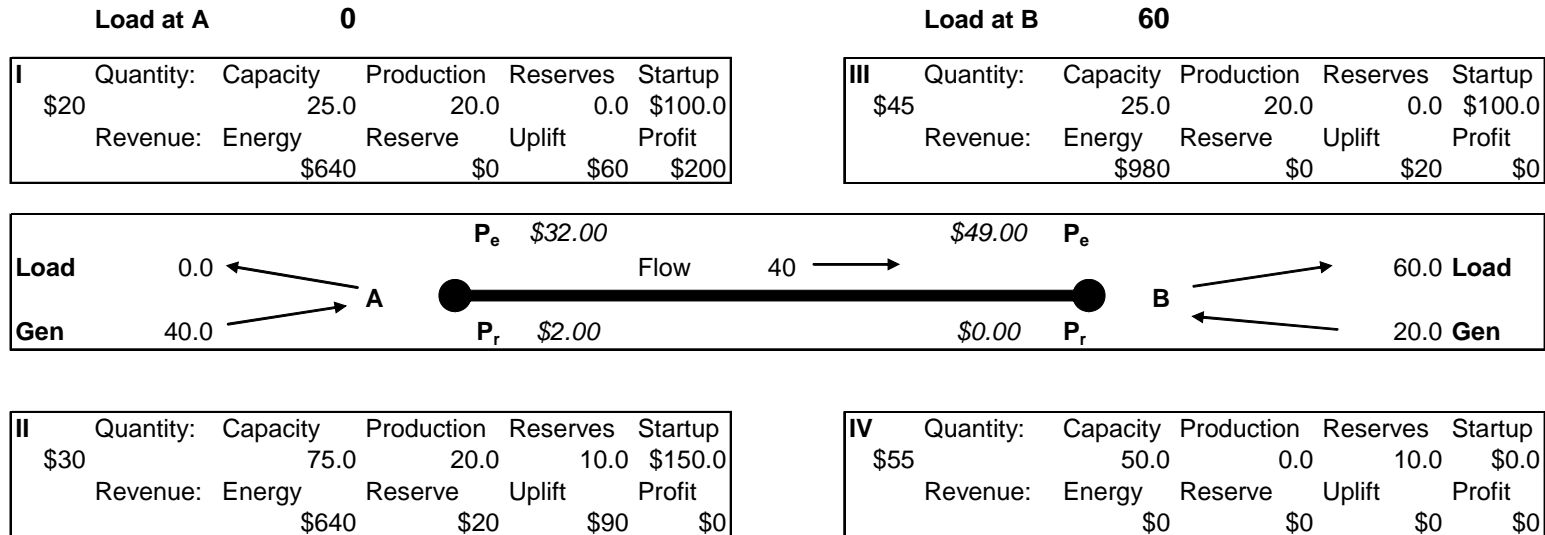 Load at A 0 Load at B 60
I Quantity: Capacity Production Reserves Startup
$20 25.0 20.0 0.0 $100.0
Revenue: Energy Reserve Uplift Profit
$640 $0 $60 $200
III Quantity: Capacity Production Reserves Startup
$45 25.0 20.0 0.0 $100.0
Revenue: Energy Reserve Uplift Profit
$980 $0 $20 $0
Pe $32.00 $49.00 Pe
Load 0.0 Flow 40 60.0 Load
A B
Gen 40.0 Pr $2.00 $0.00 Pr 20.0 Gen
II Quantity: Capacity Production Reserves Startup
$30 75.0 20.0 10.0 $150.0
Revenue: Energy Reserve Uplift Profit
$640 $20 $90 $0
IV Quantity: Capacity Production Reserves Startup
$55 50.0 0.0 10.0 $0.0
Revenue: Energy Reserve Uplift Profit
$0 $0 $0 $0